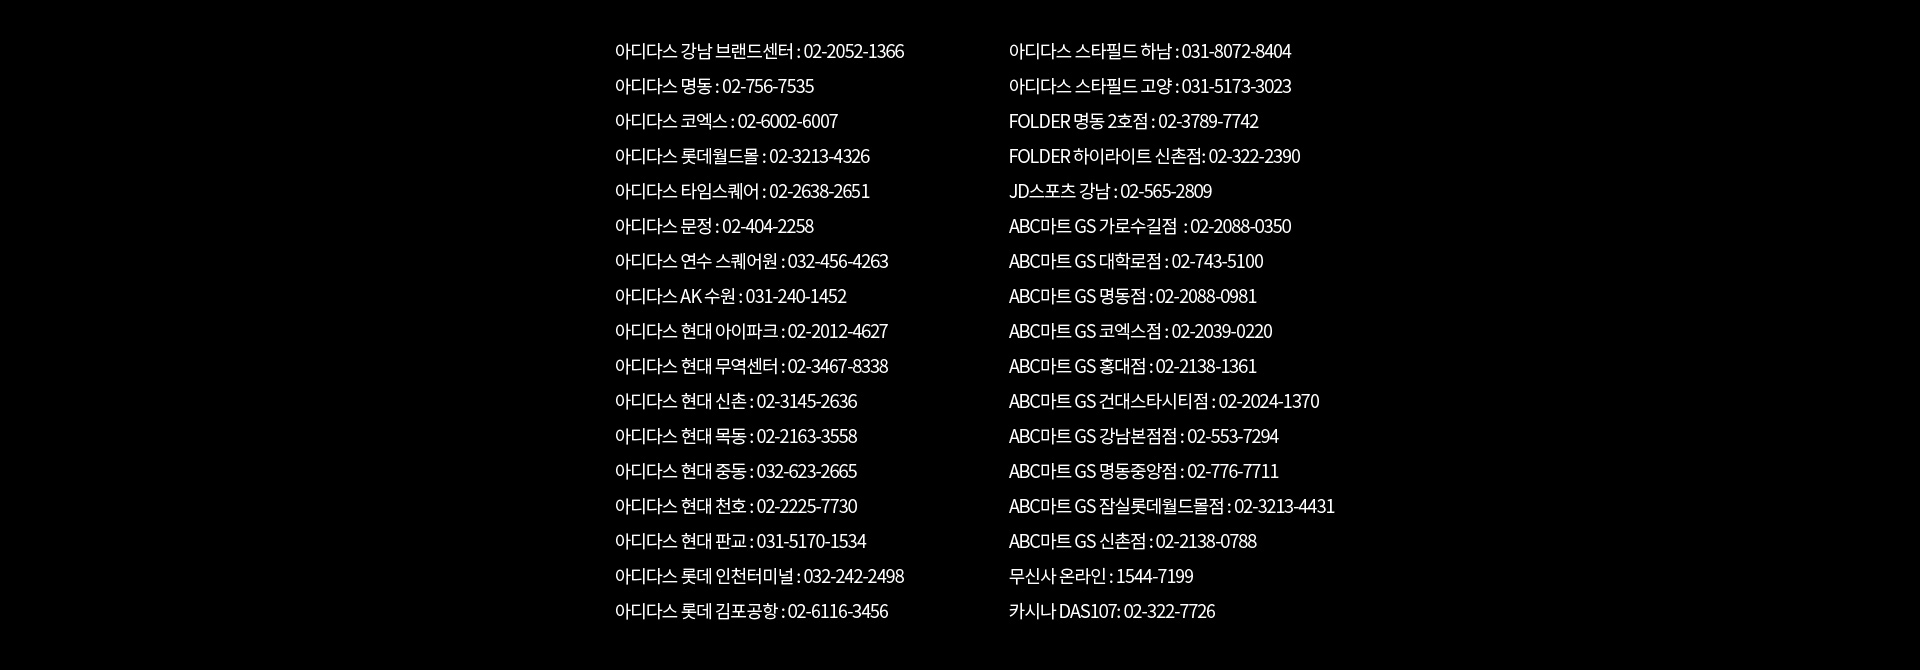 아디다스 강남 브랜드센터 : 02-2052-1366
아디다스 명동 : 02-756-7535
아디다스 코엑스 : 02-6002-6007
아디다스 롯데월드몰 : 02-3213-4326
아디다스 타임스퀘어 : 02-2638-2651
아디다스 문정 : 02-404-2258
아디다스 연수 스퀘어원 : 032-456-4263
아디다스 AK 수원 : 031-240-1452
아디다스 현대 아이파크 : 02-2012-4627
아디다스 현대 무역센터 : 02-3467-8338
아디다스 현대 신촌 : 02-3145-2636
아디다스 현대 목동 : 02-2163-3558
아디다스 현대 중동 : 032-623-2665
아디다스 현대 천호 : 02-2225-7730
아디다스 현대 판교 : 031-5170-1534
아디다스 롯데 인천터미널 : 032-242-2498
아디다스 롯데 김포공항 : 02-6116-3456
아디다스 스타필드 하남 : 031-8072-8404
아디다스 스타필드 고양 : 031-5173-3023
FOLDER 명동 2호점 : 02-3789-7742
FOLDER 하이라이트 신촌점: 02-322-2390
JD스포츠 강남 : 02-565-2809
ABC마트 GS 가로수길점 : 02-2088-0350
ABC마트 GS 대학로점 : 02-743-5100
ABC마트 GS 명동점 : 02-2088-0981
ABC마트 GS 코엑스점 : 02-2039-0220
ABC마트 GS 홍대점 : 02-2138-1361
ABC마트 GS 건대스타시티점 : 02-2024-1370
ABC마트 GS 강남본점점 : 02-553-7294
ABC마트 GS 명동중앙점 : 02-776-7711
ABC마트 GS 잠실롯데월드몰점 : 02-3213-4431
ABC마트 GS 신촌점 : 02-2138-0788
무신사 온라인 : 1544-7199
카시나 DAS107: 02-322-7726